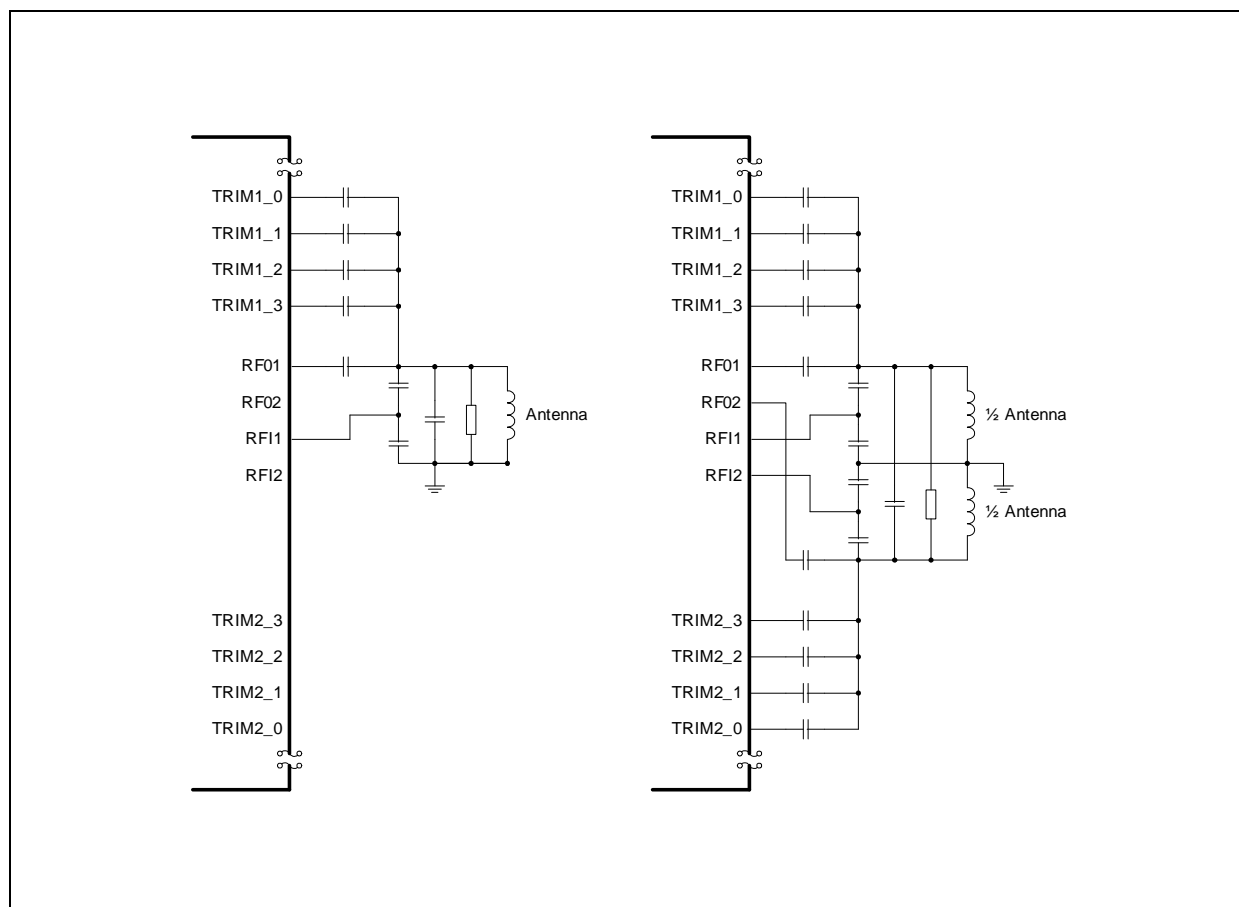 TRIM1_0
TRIM1_1
TRIM1_2
TRIM1_3
RF01
RF02
RFI1
RFI2
TRIM2_3
TRIM2_2
TRIM2_1
TRIM2_0
Antenna
TRIM1_0
TRIM1_1
TRIM1_2
TRIM1_3
RF01
RF02
RFI1
RFI2
TRIM2_3
TRIM2_2
TRIM2_1
TRIM2_0
½ Antenna
½ Antenna